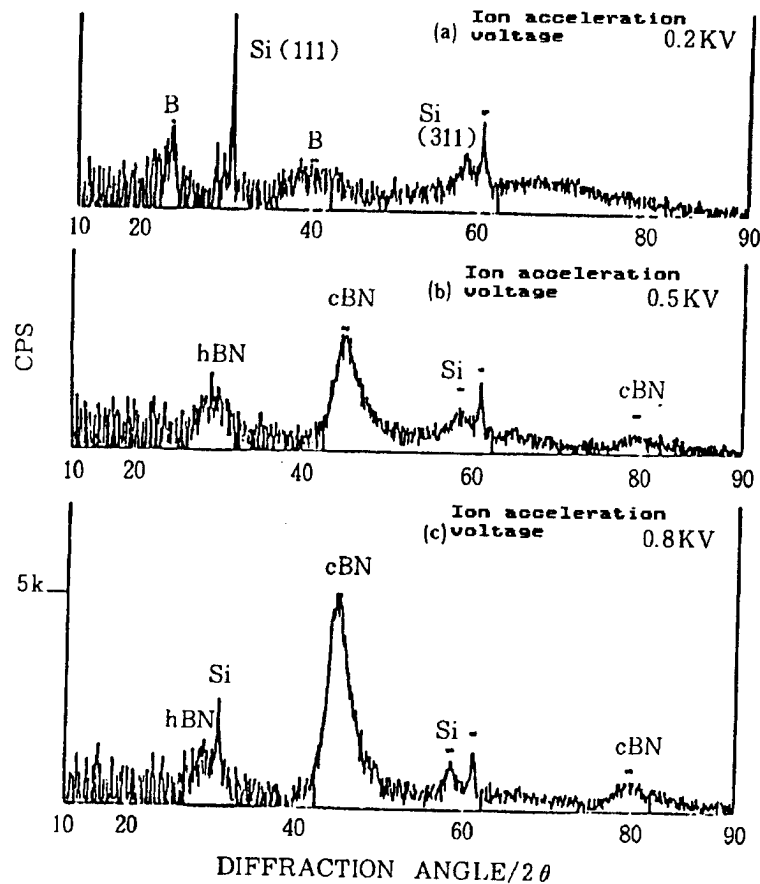 (a) Ion acceleration
voltage 0.2KV
Si (111)
B
B
Si
(311)
10 20 40 60 80 90
(b) Ion acceleration
voltage 0.5KV
cBN
hBN
Si
cBN
CPS
10 20 40 60 80 90
(c) Ion acceleration
voltage 0.8KV
5k
cBN
Si
hBN
Si
cBN
10 20 40 60 80 90
DIFFRACTION ANGLE/2θ